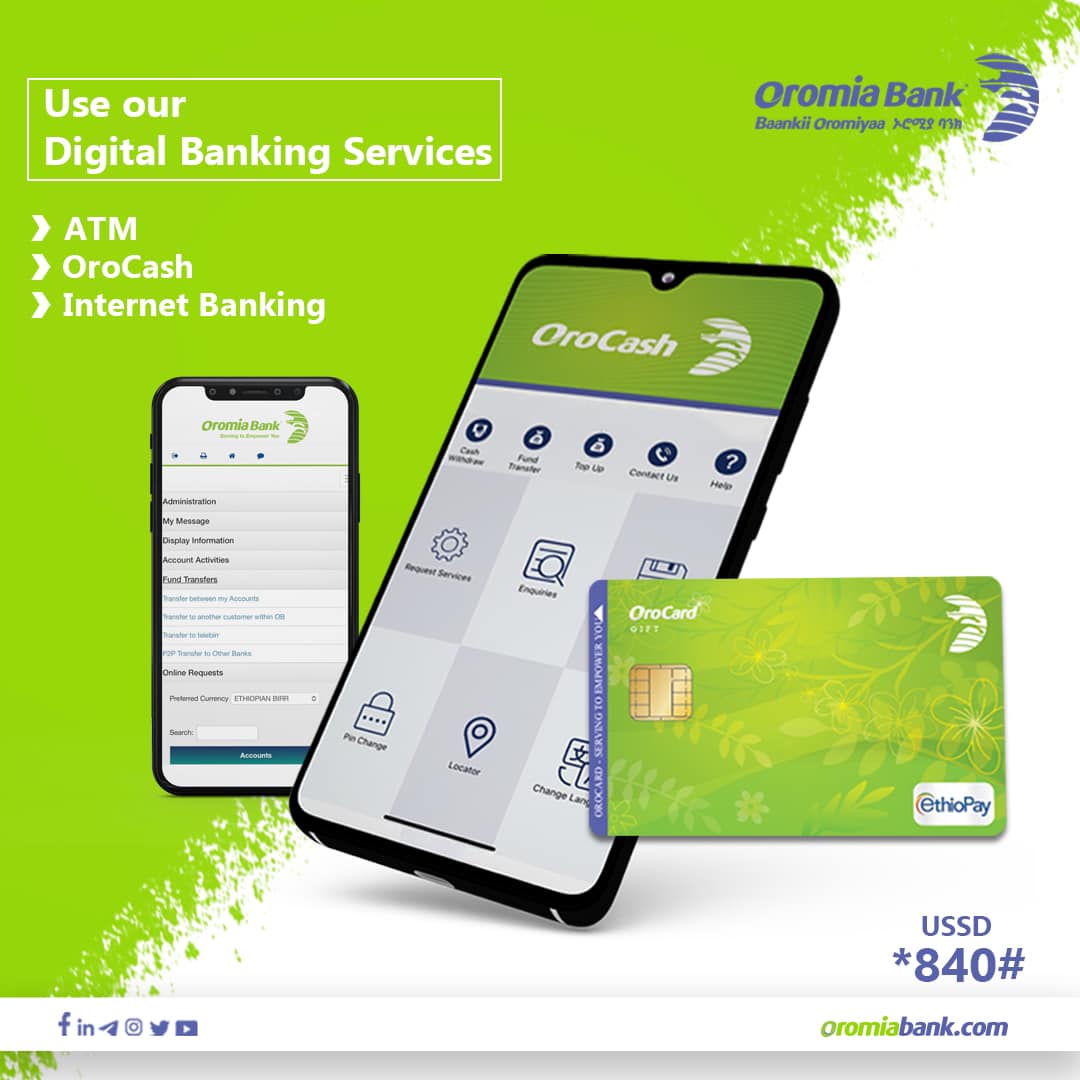 Use our
Digital Banking Services
Oromia Bank
Baankii Oromiyaa ኦሮሚያ ባንክ
ATM
OroCash
Internet Banking
OroCash
Cash Withdraw
Fund Transfer
Top Up
Contact Us
Help
Request Services
Enquiries
Pin Change
Locator
Change Lang
Oromia Bank
Serving to Empower You
Administration
My Message
Display Information
Account Activities
Fund Transfers
Transfer between my Accounts
Transfer to another customer within OB
Transfer to telebirr
P2P Transfer to Other Banks
Online Requests
Preferred Currency ETHIOPIAN BIRR
Search:
Accounts
OROCARD - SERVING TO EMPOWER YOU
OroCard
GIFT
ethioPay
USSD
*840#
oromiabank.com